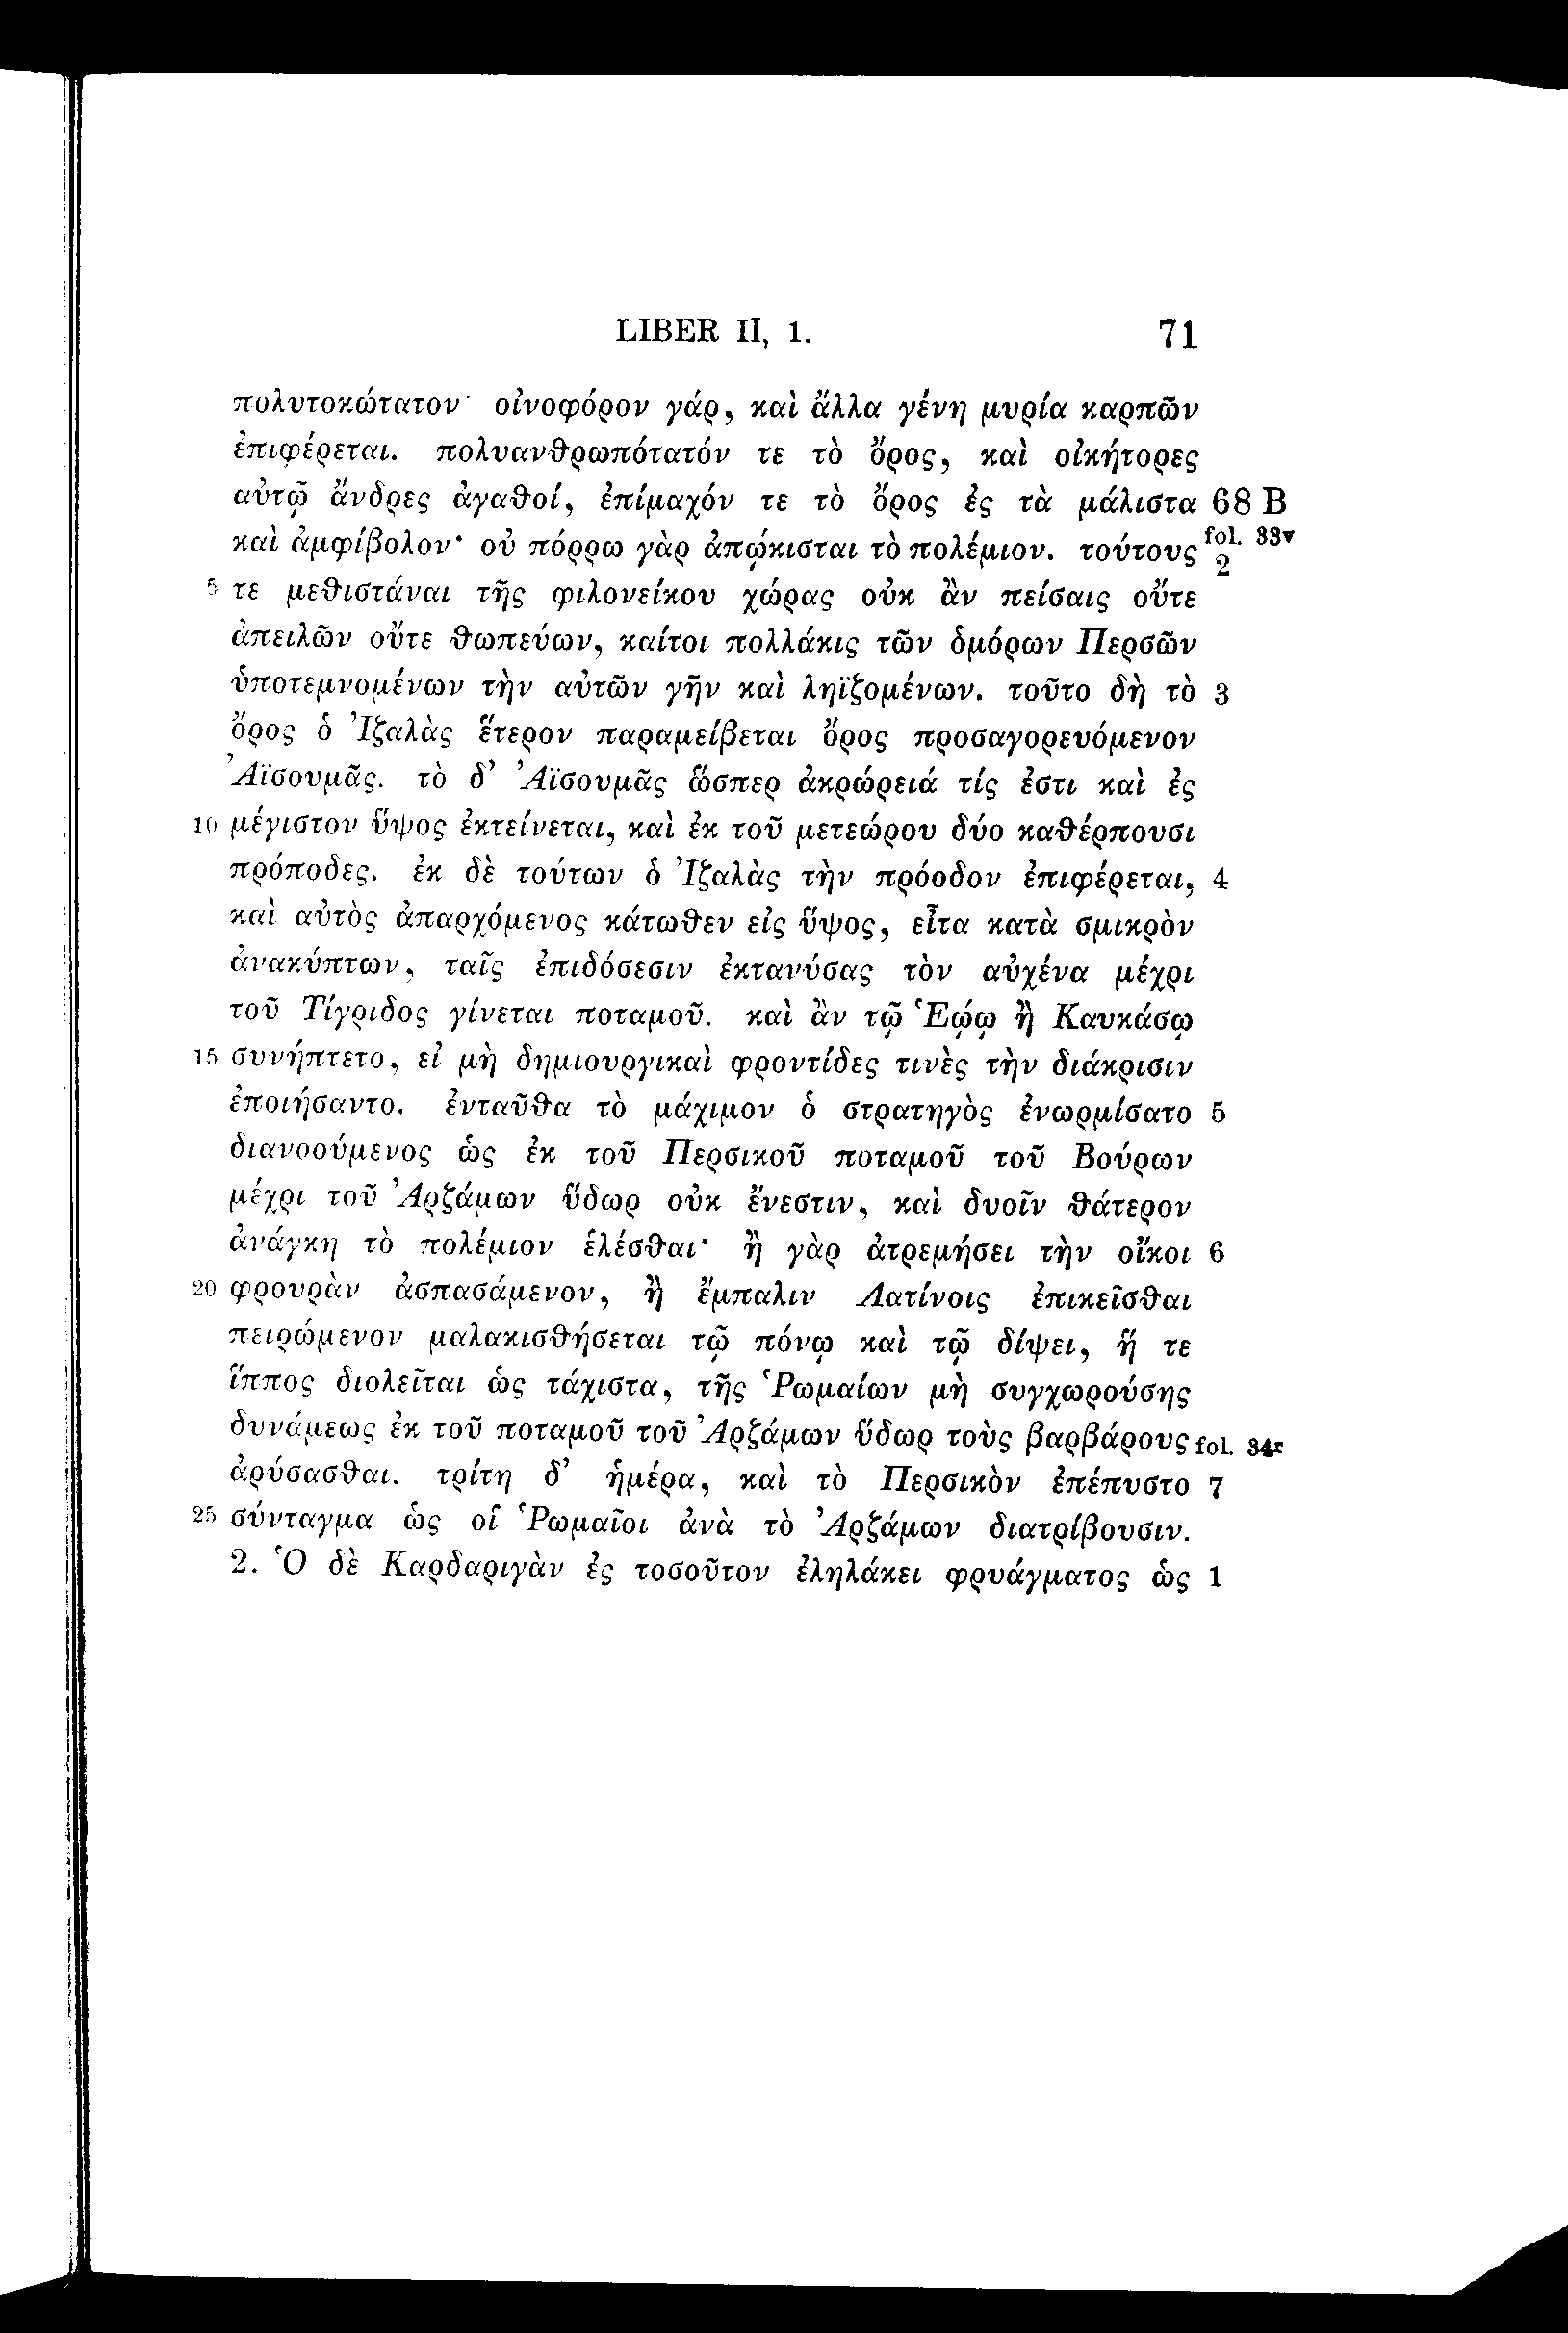 LIBER II, 1. 71
πολυτοκώτατον· οἰνοφόρον γάρ, καὶ ἄλλα γένη μυρία καρπῶν
ἐπιφέρεται. πολυανθρωπότατόν τε τὸ ὄρος, καὶ οἰκήτορες
αὐτῷ ἄνδρες ἀγαθοί, ἐπίμαχόν τε τὸ ὄρος ἐς τὰ μάλιστα 68 B
καὶ ἀμφίβολον· οὐ πόρρω γὰρ ἀπῴκισται τὸ πολέμιον. τούτους fol. 33v 2
5 τε μεθιστάναι τῆς φιλονείκου χώρας οὐκ ἂν πείσαις οὔτε
ἀπειλῶν οὔτε θωπεύων, καίτοι πολλάκις τῶν ὁμόρων Περσῶν
ὑποτεμνομένων τὴν αὐτῶν γῆν καὶ ληϊζομένων. τοῦτο δὴ τὸ 3
ὄρος ὁ Ἰζαλὰς ἕτερον παραμείβεται ὄρος προσαγορευόμενον
Ἀϊσουμᾶς. τὸ δ' Ἀϊσουμᾶς ὥσπερ ἀκρώρειά τίς ἐστι καὶ ἐς
10 μέγιστον ὕψος ἐκτείνεται, καὶ ἐκ τοῦ μετεώρου δύο καθέρπουσι
πρόποδες. ἐκ δὲ τούτων ὁ Ἰζαλὰς τὴν πρόοδον ἐπιφέρεται, 4
καὶ αὐτὸς ἀπαρχόμενος κάτωθεν εἰς ὕψος, εἶτα κατὰ σμικρὸν
ἀνακύπτων, ταῖς ἐπιδόσεσιν ἐκτανύσας τὸν αὐχένα μέχρι
τοῦ Τίγριδος γίνεται ποταμοῦ. καὶ ἂν τῷ Ἑῴῳ ἢ Καυκάσῳ
15 συνήπτετο, εἰ μὴ δημιουργικαὶ φροντίδες τινὲς τὴν διάκρισιν
ἐποιήσαντο. ἐνταῦθα τὸ μάχιμον ὁ στρατηγὸς ἐνωρμίσατο 5
διανοούμενος ὡς ἐκ τοῦ Περσικοῦ ποταμοῦ τοῦ Βούρων
μέχρι τοῦ Ἀρζάμων ὕδωρ οὐκ ἔνεστιν, καὶ δυοῖν θάτερον
ἀνάγκη τὸ πολέμιον ἑλέσθαι· ἢ γὰρ ἀτρεμήσει τὴν οἴκοι 6
20 φρουρὰν ἀσπασάμενον, ἢ ἔμπαλιν Λατίνοις ἐπικεῖσθαι
πειρώμενον μαλακισθήσεται τῷ πόνῳ καὶ τῷ δίψει, ἥ τε
ἵππος διολεῖται ὡς τάχιστα, τῆς Ῥωμαίων μὴ συγχωρούσης
δυνάμεως ἐκ τοῦ ποταμοῦ τοῦ Ἀρζάμων ὕδωρ τοὺς βαρβάρους fol. 34r
ἀρύσασθαι. τρίτη δ' ἡμέρα, καὶ τὸ Περσικὸν ἐπέπυστο 7
25 σύνταγμα ὡς οἱ Ῥωμαῖοι ἀνὰ τὸ Ἀρζάμων διατρίβουσιν.
2. Ὁ δὲ Καρδαριγὰν ἐς τοσοῦτον ἐληλάκει φρυάγματος ὡς 1